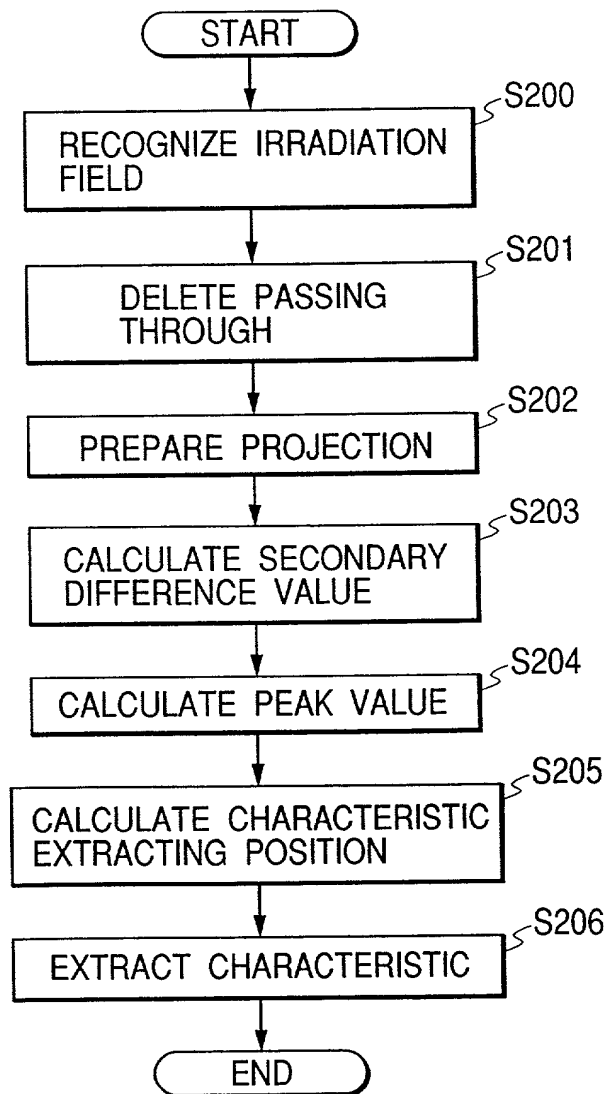 START
S200
RECOGNIZE IRRADIATION
FIELD
S201
DELETE PASSING
THROUGH
S202
PREPARE PROJECTION
S203
CALCULATE SECONDARY
DIFFERENCE VALUE
S204
CALCULATE PEAK VALUE
S205
CALCULATE CHARACTERISTIC
EXTRACTING POSITION
S206
EXTRACT CHARACTERISTIC
END